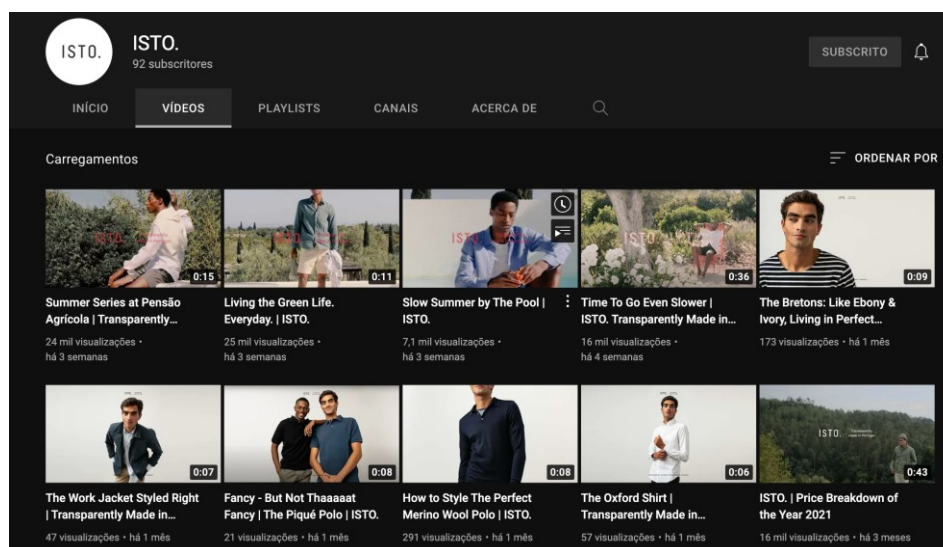 ISTO.
ISTO.
92 subscritores
SUBSCRITO
INÍCIO VÍDEOS PLAYLISTS CANAIS ACERCA DE
Carregamentos
ORDENAR POR
ISTO. ISTO. ISTO.
0:15 0:11 0:36 0:09
Summer Series at Pensão Living the Green Life. Slow Summer by The Pool | Time To Go Even Slower | The Bretons: Like Ebony &
Agrícola | Transparently... Everyday. | ISTO. ISTO. ISTO. Transparently Made in... Ivory, Living in Perfect...
24 mil visualizações • 25 mil visualizações • 7,1 mil visualizações • 16 mil visualizações • 173 visualizações • há 1 mês
há 3 semanas há 3 semanas há 3 semanas há 4 semanas
ISTO.
0:07 0:08 0:08 0:06 0:43
The Work Jacket Styled Right Fancy - But Not Thaaaaat How to Style The Perfect The Oxford Shirt | ISTO. | Price Breakdown of
| Transparently Made in... Fancy | The Piqué Polo | ISTO. Merino Wool Polo | ISTO. Transparently Made in... the Year 2021
47 visualizações • há 1 mês 21 visualizações • há 1 mês 291 visualizações • há 1 mês 57 visualizações • há 1 mês 16 mil visualizações • há 3 meses